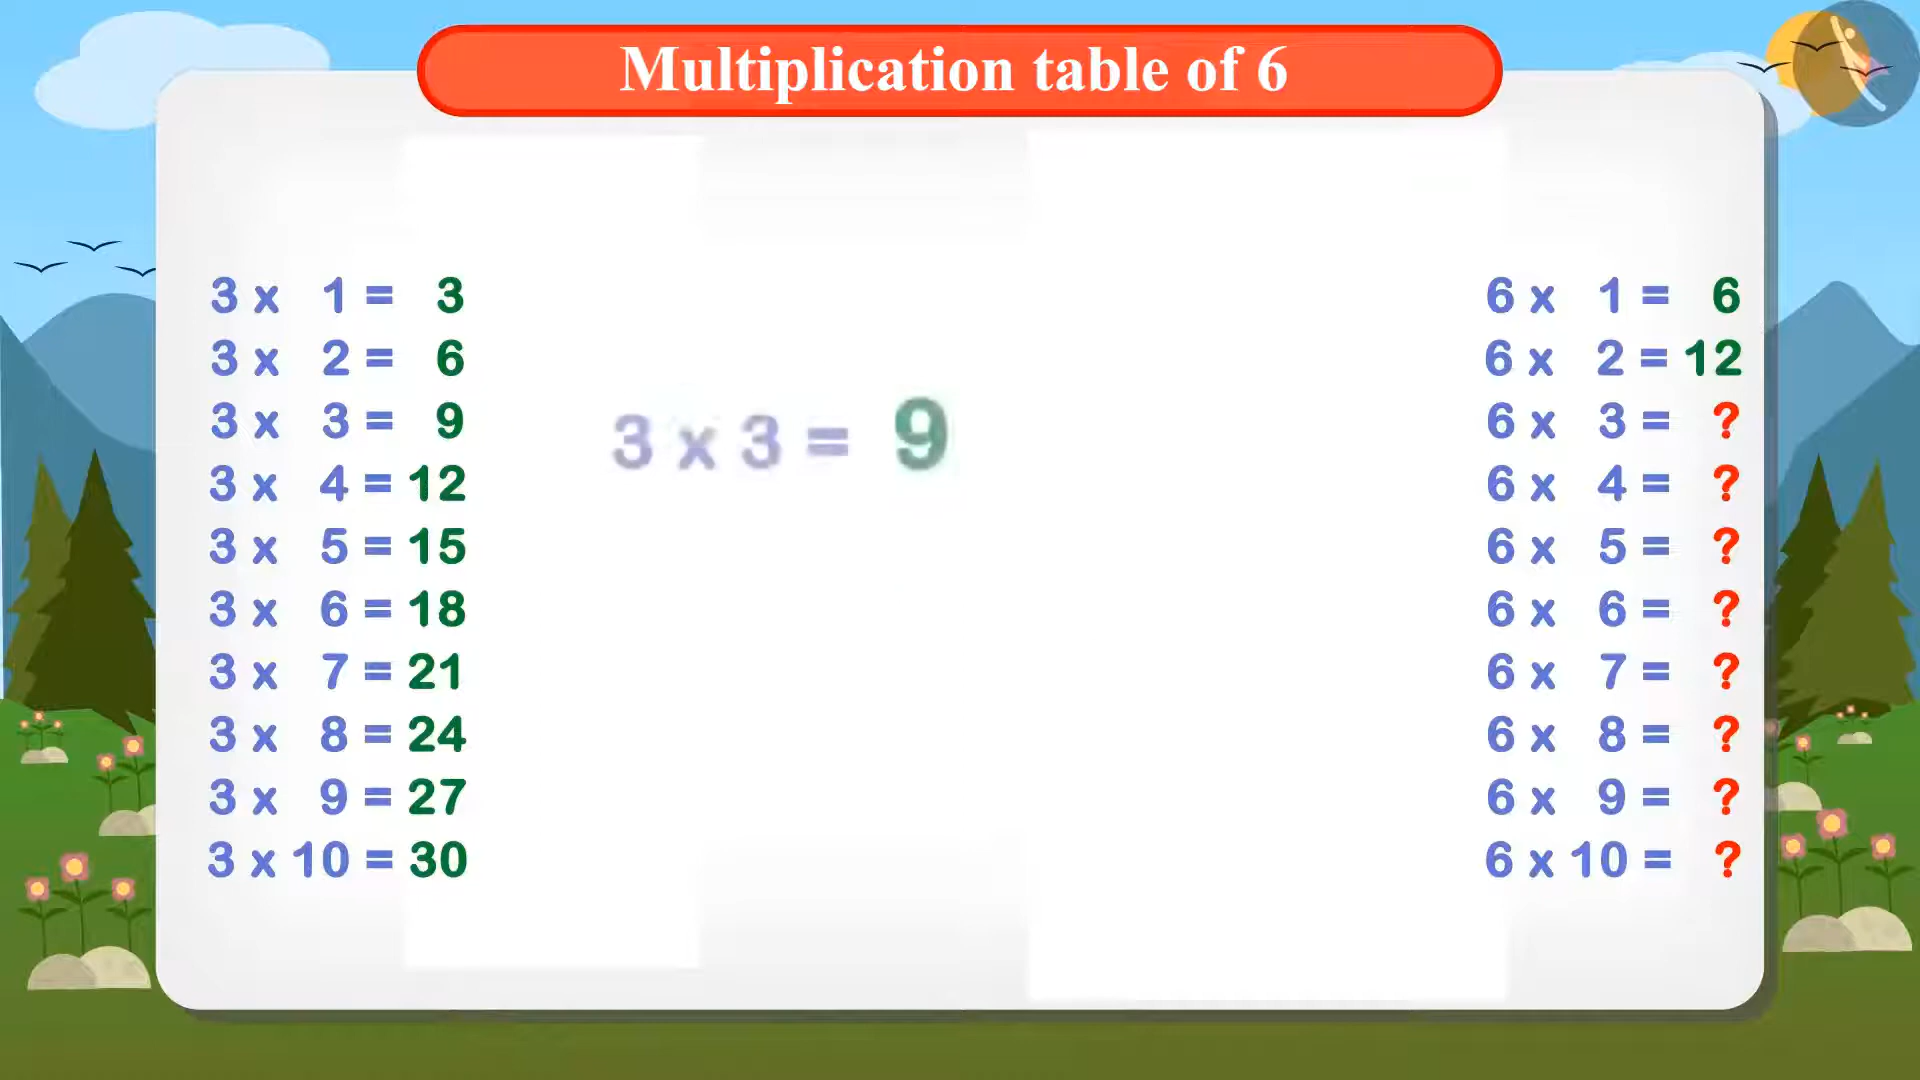 Multiplication table of 6
3 x 1 = 3
3 x 2 = 6
3 x 3 = 9
3 x 4 = 12
3 x 5 = 15
3 x 6 = 18
3 x 7 = 21
3 x 8 = 24
3 x 9 = 27
3 x 10 = 30
3 x 3 = 9
6 x 1 = 6
6 x 2 = 12
6 x 3 = ?
6 x 4 = ?
6 x 5 = ?
6 x 6 = ?
6 x 7 = ?
6 x 8 = ?
6 x 9 = ?
6 x 10 = ?